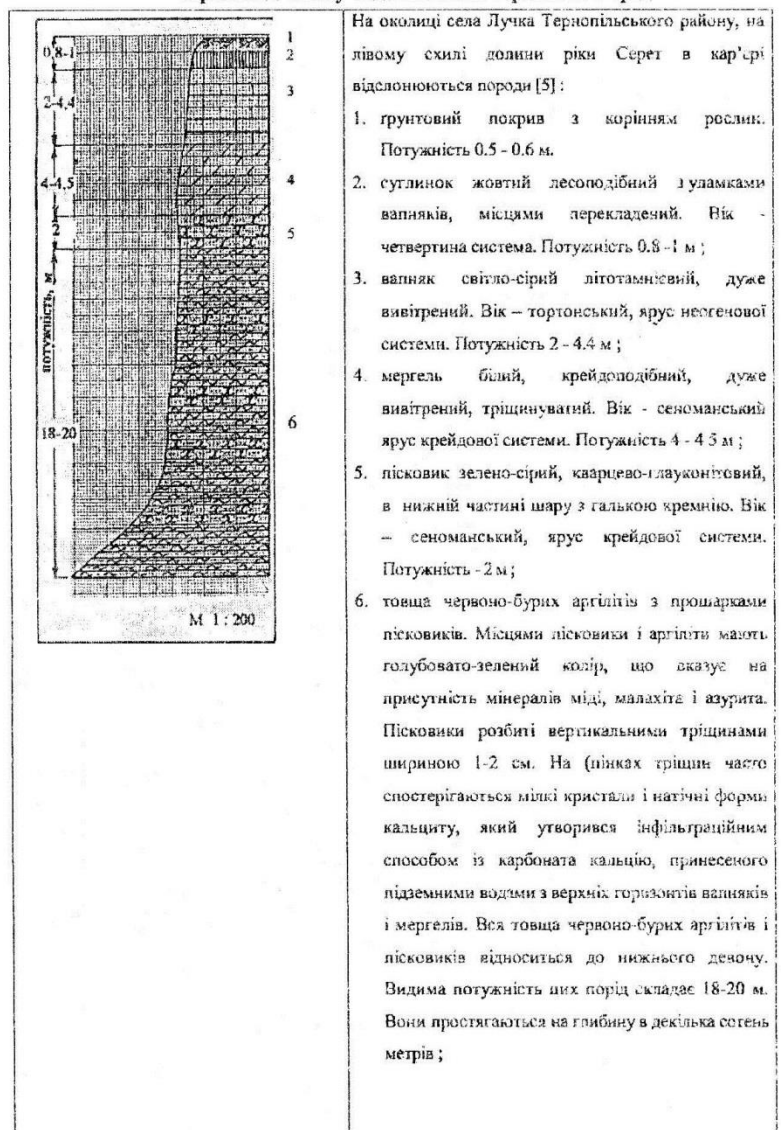 0,8-1
2-4,4
4-4,5
2
потужність, м
18-20
1
2
3
4
5
6
М 1 : 200
На околиці села Лучка Тернопільського району, на
лівому схилі долини ріки Серет в кар'єрі
відслонюються породи [5] :
1. ґрунтовий покрив з корінням рослин.
Потужність 0.5 - 0.6 м.
2. суглинок жовтий лесоподібний з уламками
вапняків, місцями перекладений. Вік -
четвертина система. Потужність 0.8 -1 м ;
3. вапняк світло-сірий літотамнієвий, дуже
вивітрений. Вік – тортонський, ярус неогенової
системи. Потужність 2 - 4.4 м ;
4. мергель білий, крейдоподібний, дуже
вивітрений, тріщинуватий. Вік - сеноманський
ярус крейдової системи. Потужність 4 - 4 5 м ;
5. пісковик зелено-сірий, кварцево-глауконітовий,
в нижній частині шару з галькою кремнію. Вік
– сеноманський, ярус крейдової системи.
Потужність - 2 м ;
6. товща червоно-бурих аргілітів з прошарками
пісковиків. Місцями пісковики і аргіліти мають
голубовато-зелений колір, що вказує на
присутність мінералів міді, малахіта і азурита.
Пісковики розбиті вертикальними тріщинами
шириною 1-2 см. На (пінках тріщин часто
спостерігаються мілкі кристали і натічні форми
кальциту, який утворився інфільтраційним
способом із карбоната кальцію, принесеного
підземними водами з верхніх горизонтів вапняків
і мергелів. Вся товща червоно-бурих аргілітів і
пісковиків відноситься до нижнього девону.
Видима потужність цих порід складає 18-20 м.
Вони простягаються на глибину в декілька сотень
метрів ;